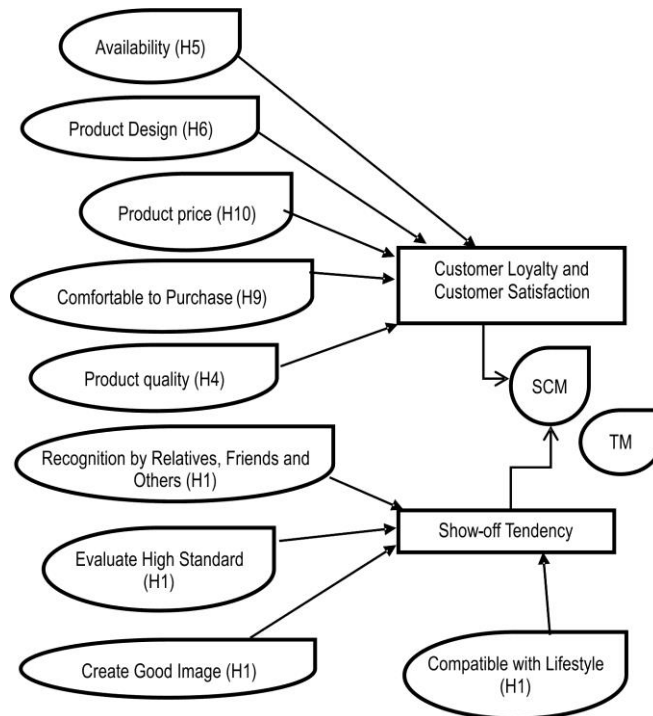 Availability (H5)
Product Design (H6)
Product price (H10)
Customer Loyalty and
Customer Satisfaction
Comfortable to Purchase (H9)
Product quality (H4)
SCM
TM
Recognition by Relatives, Friends and
Others (H1)
Show-off Tendency
Evaluate High Standard
(H1)
Create Good Image (H1)
Compatible with Lifestyle
(H1)